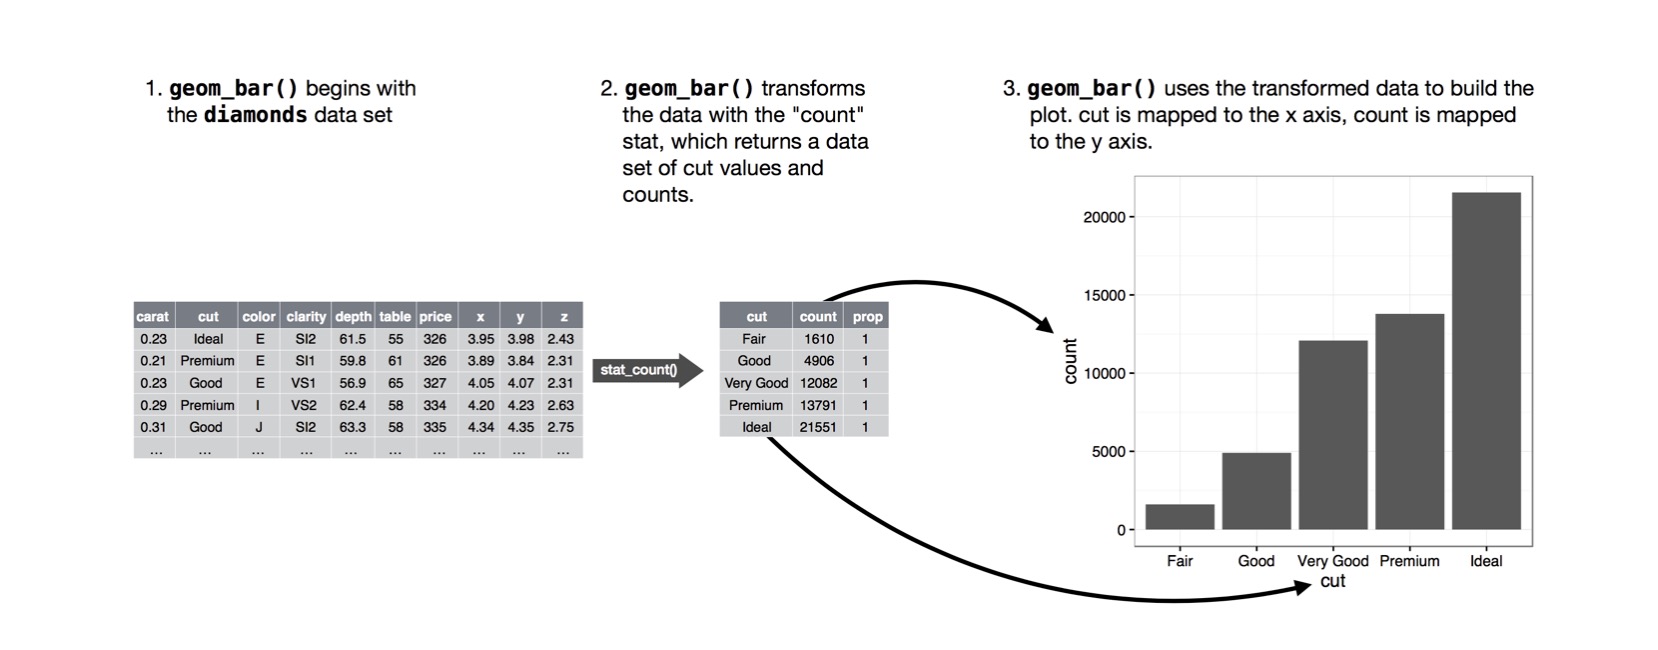 1. geom_bar() begins with
the diamonds data set
2. geom_bar() transforms
the data with the "count"
stat, which returns a data
set of cut values and
counts.
3. geom_bar() uses the transformed data to build the
plot. cut is mapped to the x axis, count is mapped
to the y axis.
carat cut color clarity depth table price x y z
0.23 Ideal E SI2 61.5 55 326 3.95 3.98 2.43
0.21 Premium E SI1 59.8 61 326 3.89 3.84 2.31
0.23 Good E VS1 56.9 65 327 4.05 4.07 2.31
0.29 Premium I VS2 62.4 58 334 4.20 4.23 2.63
0.31 Good J SI2 63.3 58 335 4.34 4.35 2.75
... ... ... ... ... ... ... ... ... ...
stat_count()
cut count prop
Fair 1610 1
Good 4906 1
Very Good 12082 1
Premium 13791 1
Ideal 21551 1
count
20000
15000
10000
5000
0
Fair Good Very Good Premium Ideal
cut